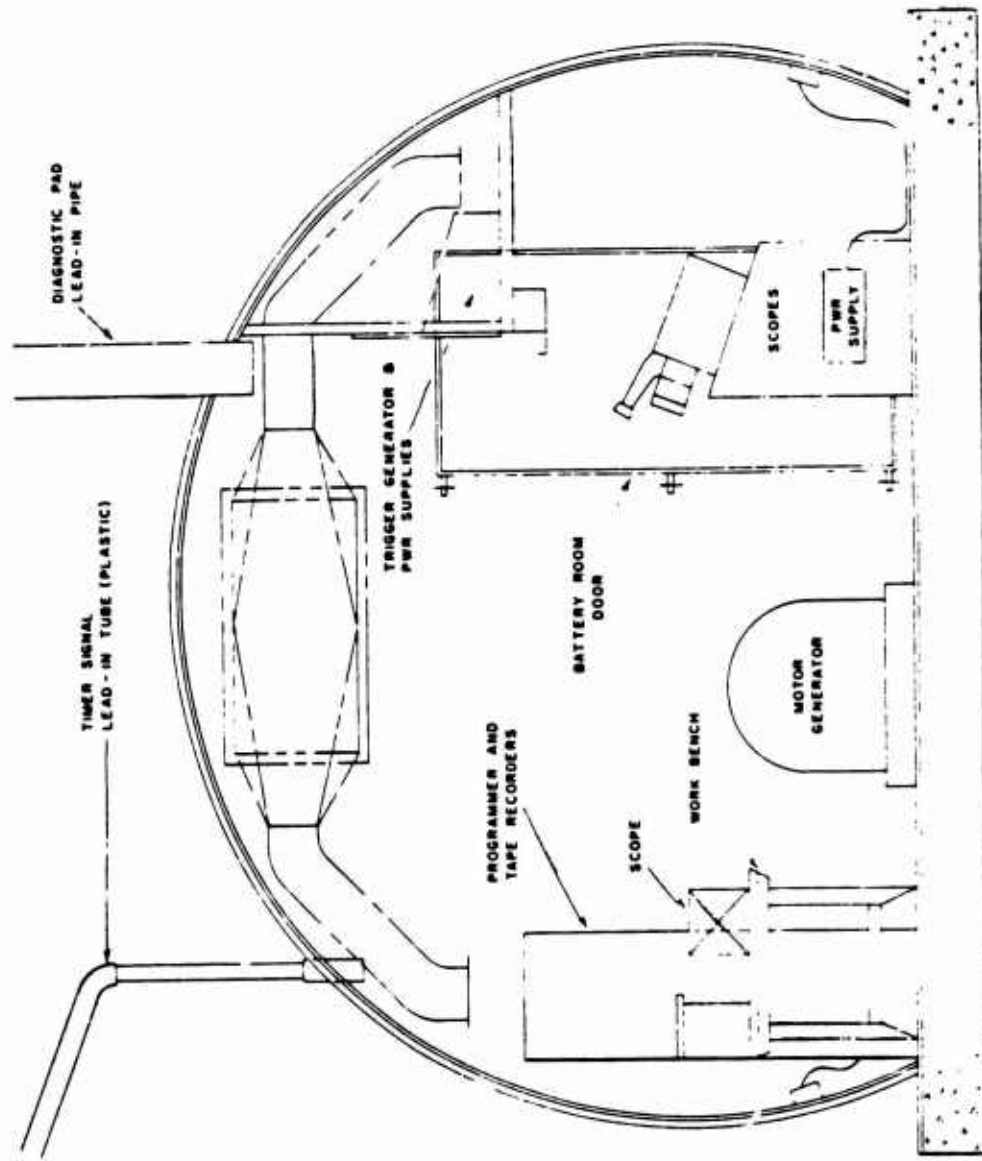 TIMER SIGNAL
LEAD-IN TUBE (PLASTIC)
DIAGNOSTIC PAD
LEAD-IN PIPE
TRIGGER GENERATOR &
PWR SUPPLIES
PROGRAMMER AND
TAPE RECORDERS
BATTERY ROOM
DOOR
SCOPE
WORK BENCH
MOTOR
GENERATOR
SCOPES
PWR
SUPPLY